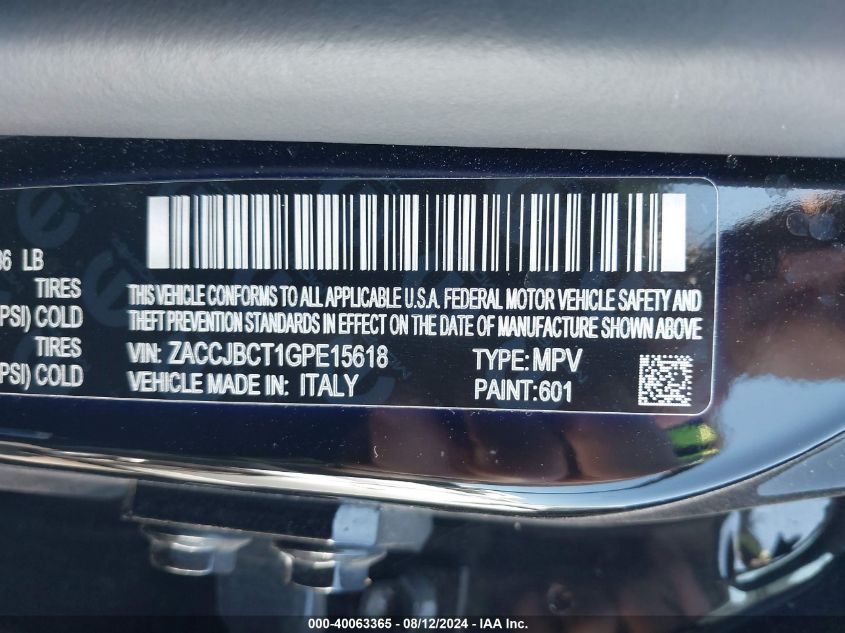 36 LB
TIRES
PSI) COLD
TIRES
PSI) COLD
THIS VEHICLE CONFORMS TO ALL APPLICABLE U.S.A. FEDERAL MOTOR VEHICLE SAFETY AND
THEFT PREVENTION STANDARDS IN EFFECT ON THE DATE OF MANUFACTURE SHOWN ABOVE
VIN: ZACCJBCT1GPE15618 TYPE: MPV
VEHICLE MADE IN: ITALY PAINT: 601
000-40063365 - 08/12/2024 - IAA Inc.